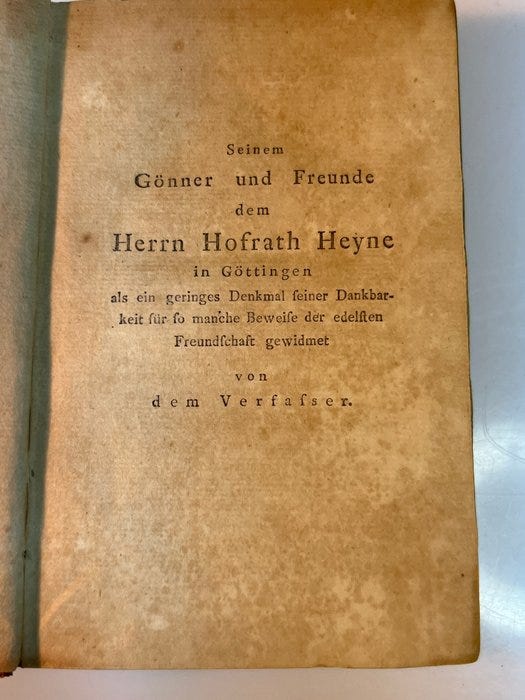 Seinem
Gönner und Freunde
dem
Herrn Hofrath Heyne
in Göttingen
als ein geringes Denkmal ſeiner Dankbar-
keit für ſo manche Beweiſe der edelſten
Freundſchaft gewidmet
von
dem Verfaſser.